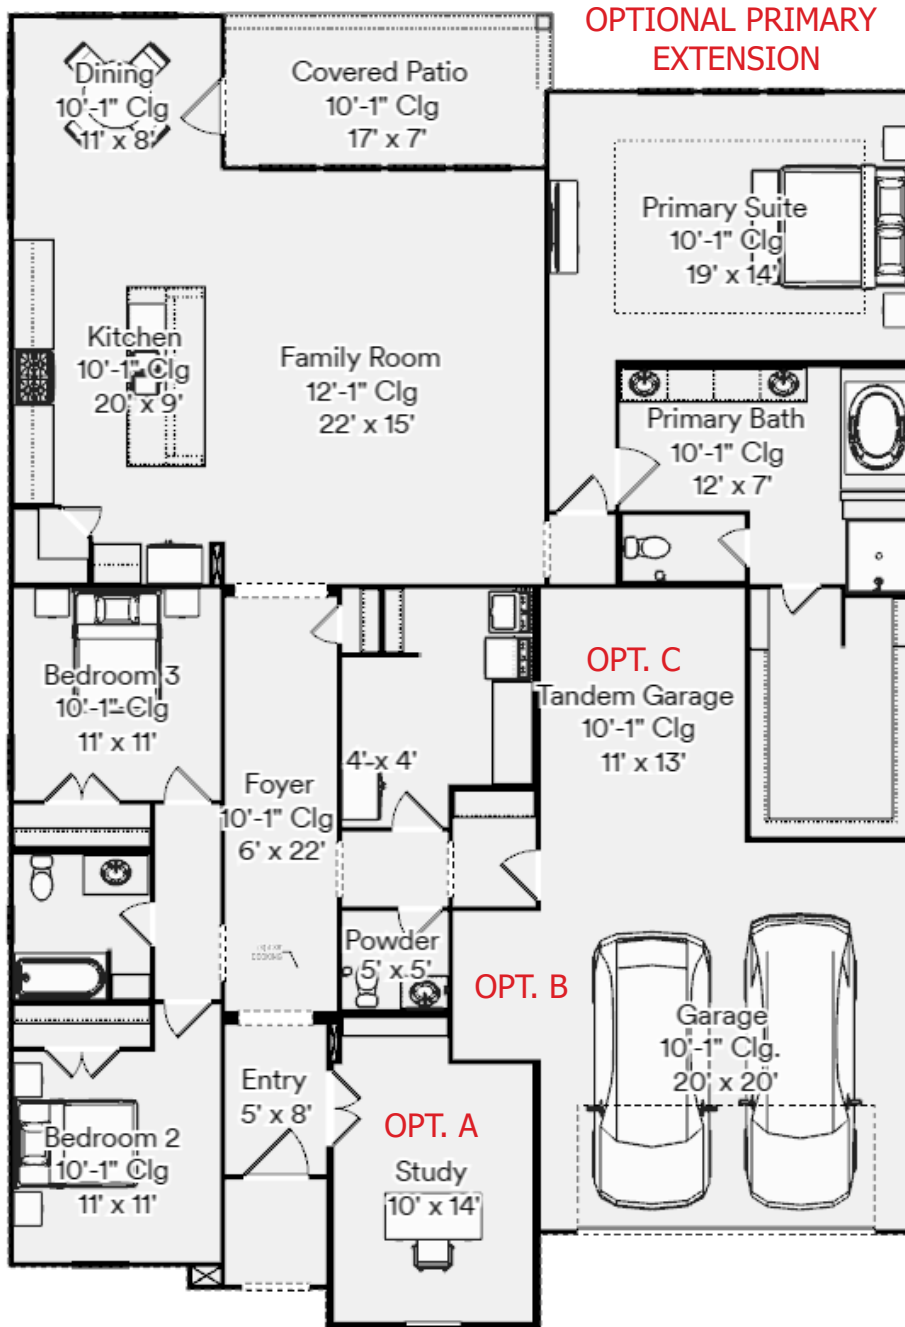 OPTIONAL PRIMARY
EXTENSION
Dining
10'-1" Clg
11' x 8'
Covered Patio
10'-1" Clg
17' x 7'
Primary Suite
10'-1" Clg
19' x 14'
Kitchen
10'-1" Clg
20' x 9'
Family Room
12'-1" Clg
22' x 15'
Primary Bath
10'-1" Clg
12' x 7'
Bedroom 3
10'-1" Clg
11' x 11'
OPT. C
Tandem Garage
10'-1" Clg
11' x 13'
4' x 4'
Foyer
10'-1" Clg
6' x 22'
Powder
5' x 5'
OPT. B
Garage
10'-1" Clg.
20' x 20'
Entry
5' x 8'
OPT. A
Study
10' x 14'
Bedroom 2
10'-1" Clg
11' x 11'